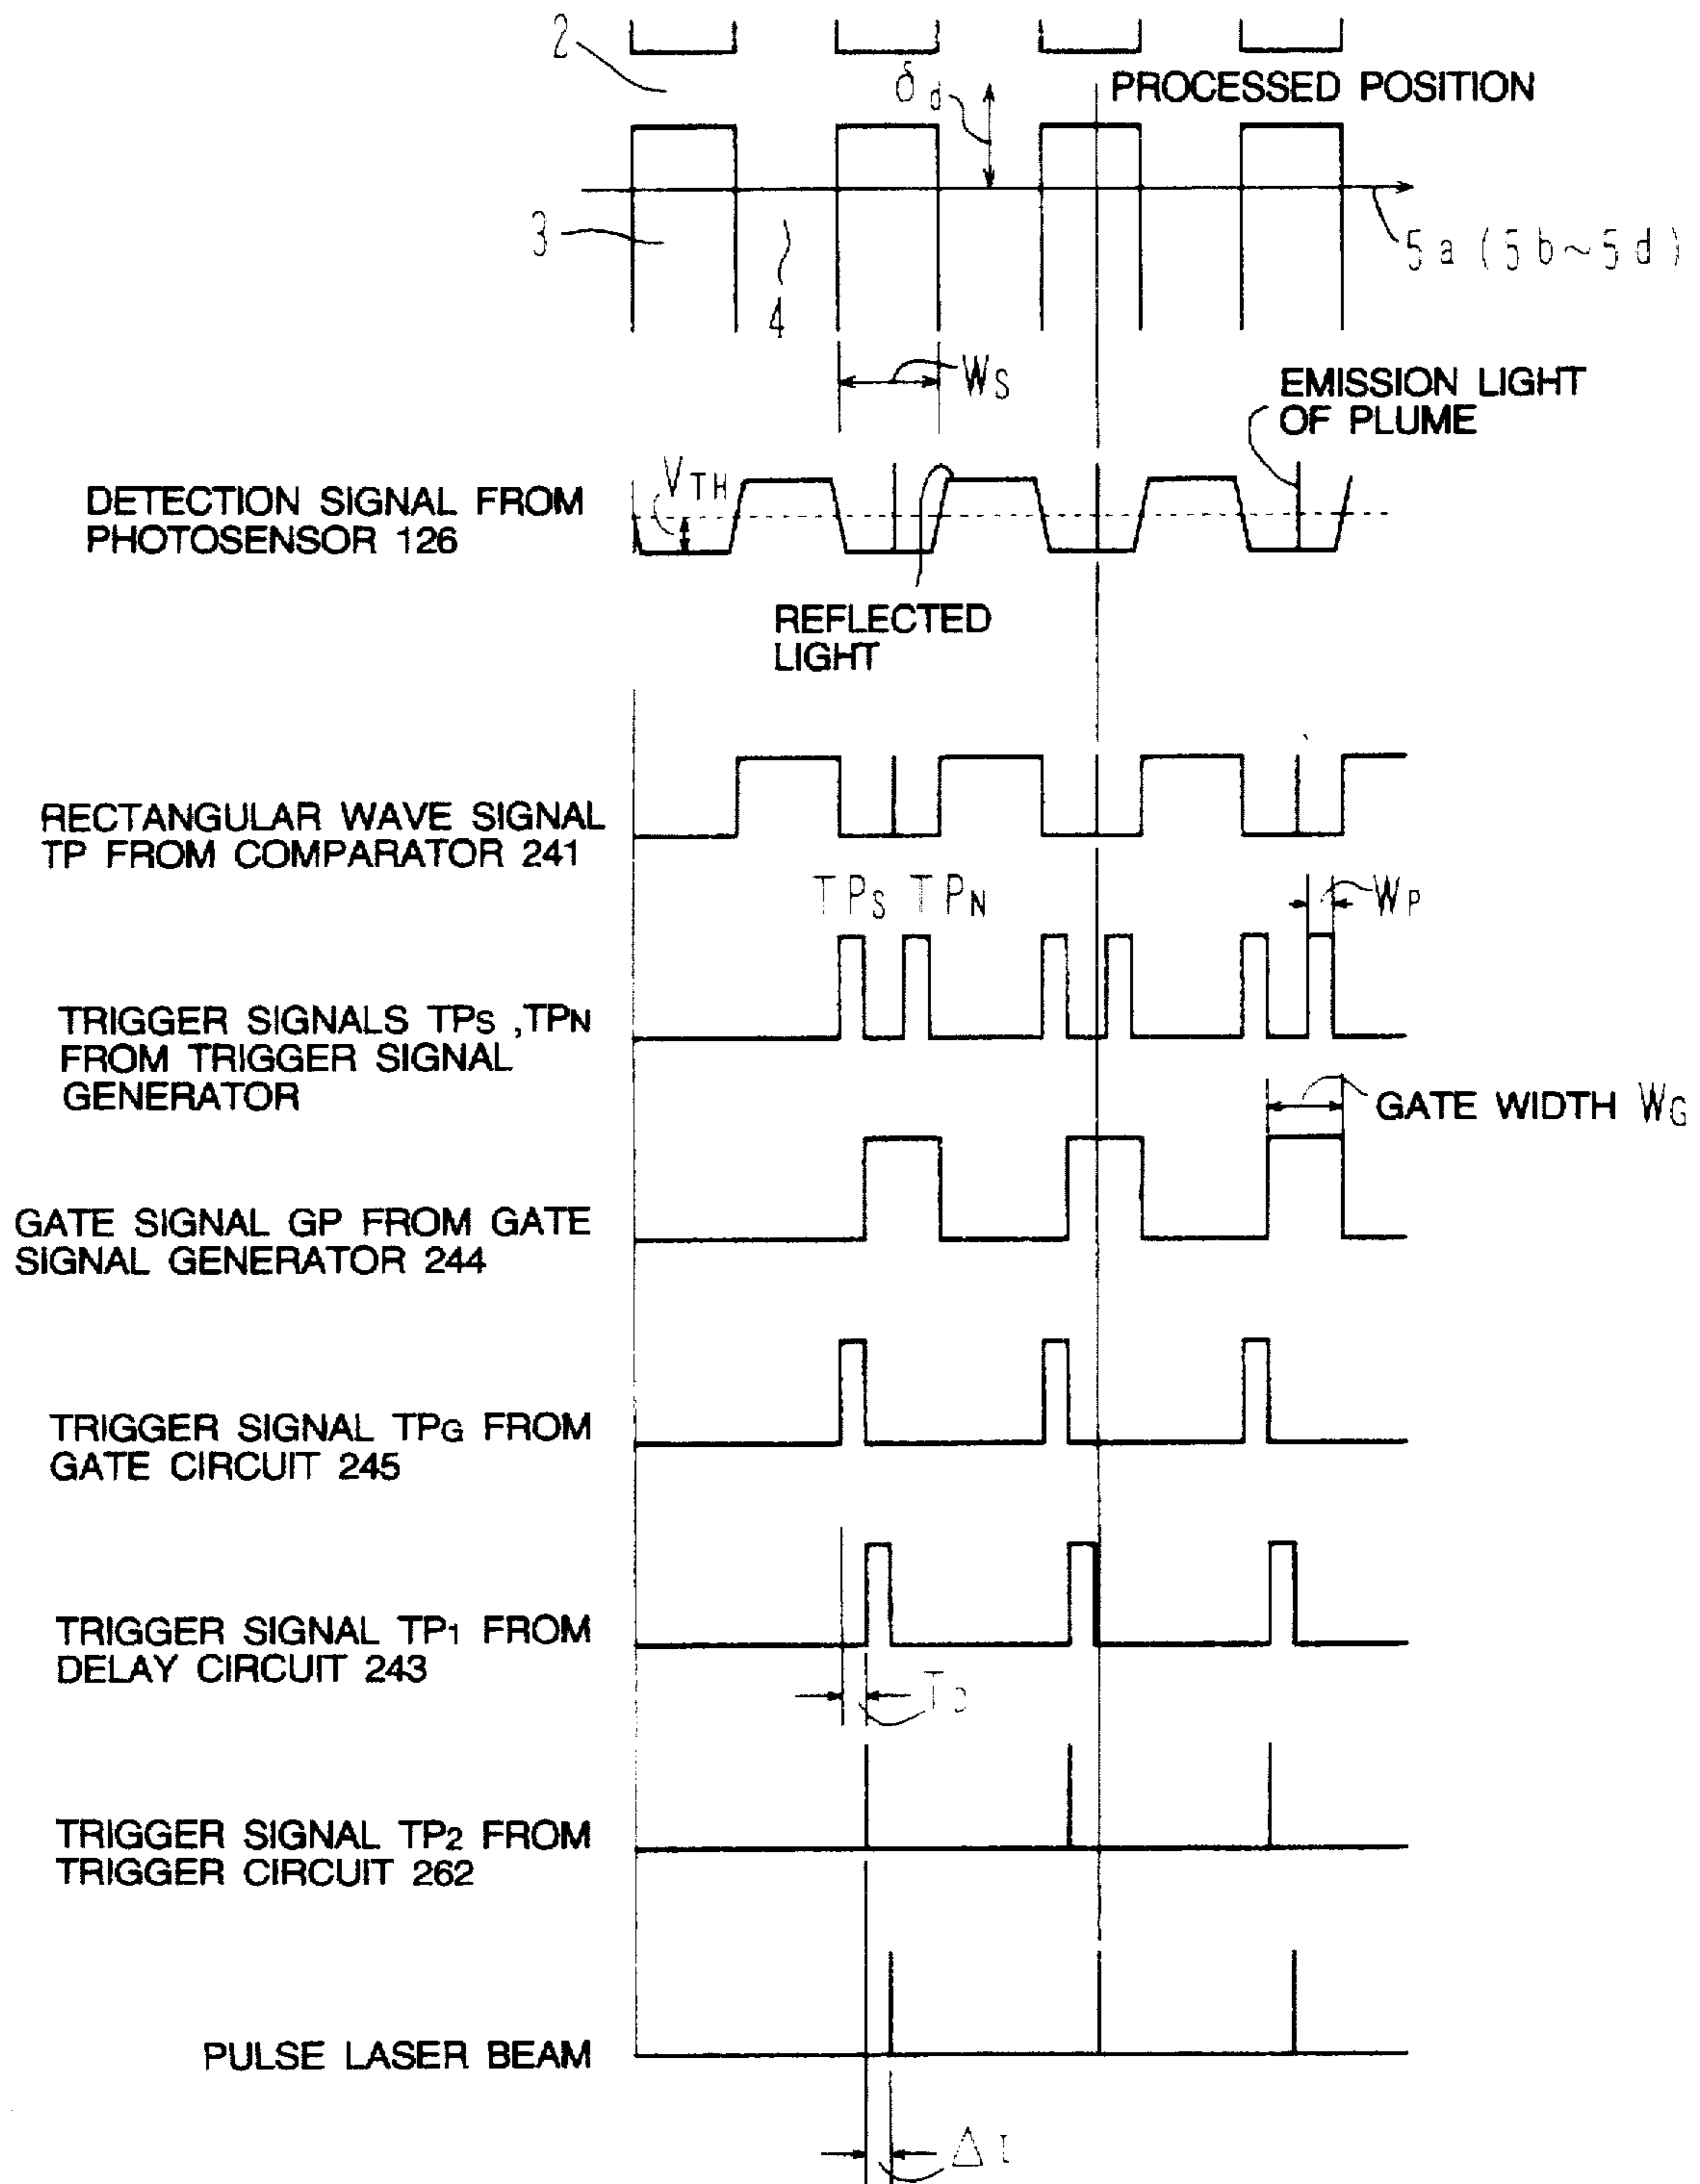 2
δd
PROCESSED POSITION
3
4
5a (5b~5d)
WS
EMISSION LIGHT
OF PLUME
VTH
DETECTION SIGNAL FROM
PHOTOSENSOR 126
REFLECTED
LIGHT
RECTANGULAR WAVE SIGNAL
TP FROM COMPARATOR 241
TPS TPN
WP
TRIGGER SIGNALS TPS ,TPN
FROM TRIGGER SIGNAL
GENERATOR
GATE WIDTH WG
GATE SIGNAL GP FROM GATE
SIGNAL GENERATOR 244
TRIGGER SIGNAL TPG FROM
GATE CIRCUIT 245
TRIGGER SIGNAL TP1 FROM
DELAY CIRCUIT 243
TD
TRIGGER SIGNAL TP2 FROM
TRIGGER CIRCUIT 262
PULSE LASER BEAM
Δt